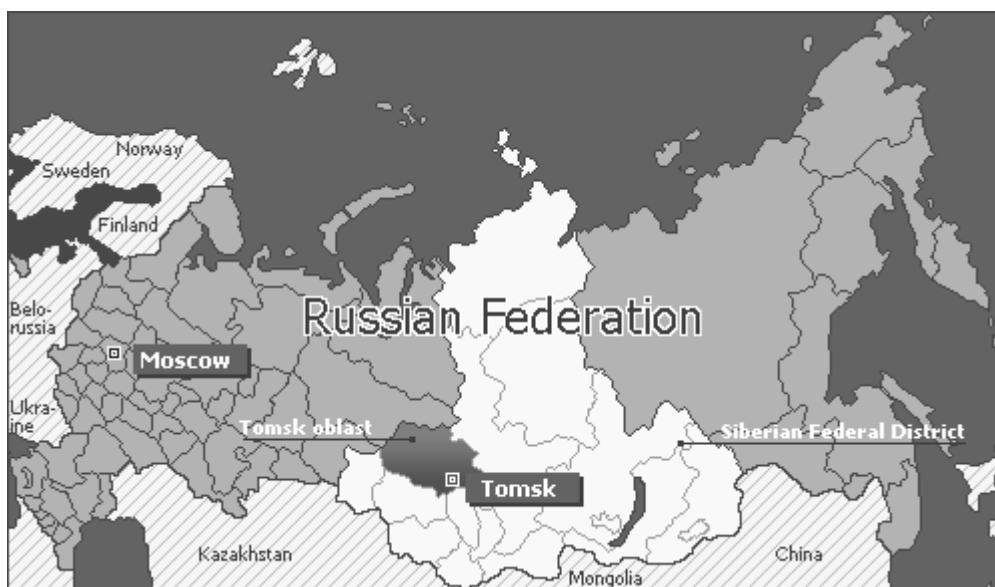 Norway
Sweden
Finland
Russian Federation
Belo-
russia
Moscow
Ukra-
ine
Tomsk oblast
Siberian Federal District
Tomsk
Kazakhstan
China
Mongolia